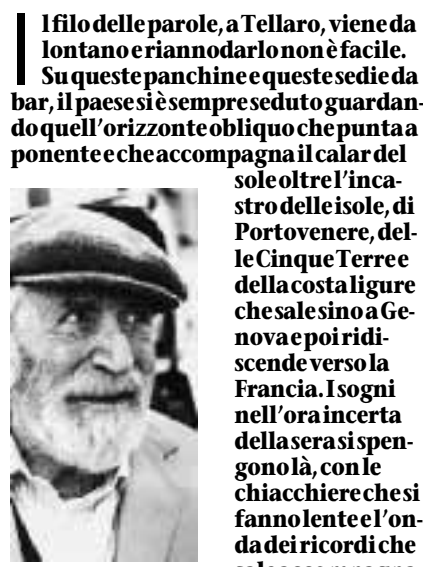 Il filo delle parole, a Tellaro, viene da
lontano e riannodarlo non è facile.
Su queste panchine e queste sedie da
bar, il paese si è sempre seduto guardan-
do quell'orizzonte obliquo che punta a
ponente e che accompagna il calar del
sole oltre l'inca-
stro delle isole, di
Portovenere, del-
le Cinque Terre e
della costa ligure
che sale sino a Ge-
nova e poi ridi-
scende verso la
Francia. I sogni
nell'ora incerta
della sera si spen-
gono là, con le
chiacchiere che si
fanno lente e l'on-
da dei ricordi che